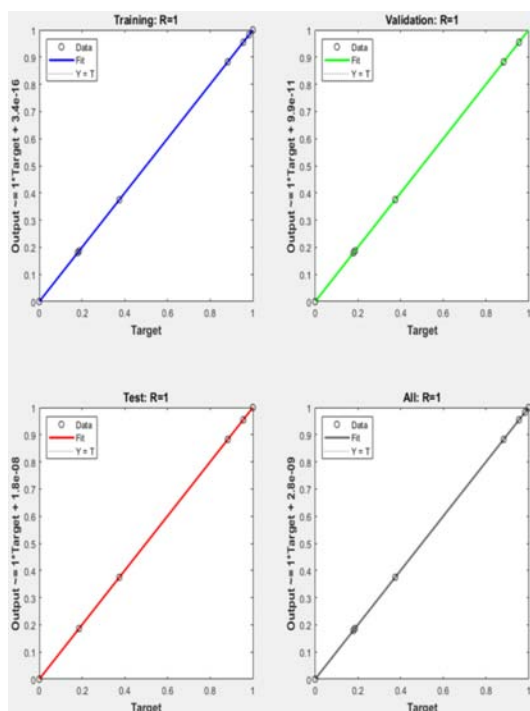 Training: R=1
Output ~= 1*Target + 3.4e-16
Data
Fit
Y = T
1
0.9
0.8
0.7
0.6
0.5
0.4
0.3
0.2
0.1
0
0 0.2 0.4 0.6 0.8 1
Target
Validation: R=1
Output ~= 1*Target + 9.9e-11
Data
Fit
Y = T
1
0.9
0.8
0.7
0.6
0.5
0.4
0.3
0.2
0.1
0
0 0.2 0.4 0.6 0.8 1
Target
Test: R=1
Output ~= 1*Target + 1.8e-08
Data
Fit
Y = T
1
0.9
0.8
0.7
0.6
0.5
0.4
0.3
0.2
0.1
0
0 0.2 0.4 0.6 0.8 1
Target
All: R=1
Output ~= 1*Target + 2.8e-09
Data
Fit
Y = T
1
0.9
0.8
0.7
0.6
0.5
0.4
0.3
0.2
0.1
0
0 0.2 0.4 0.6 0.8 1
Target